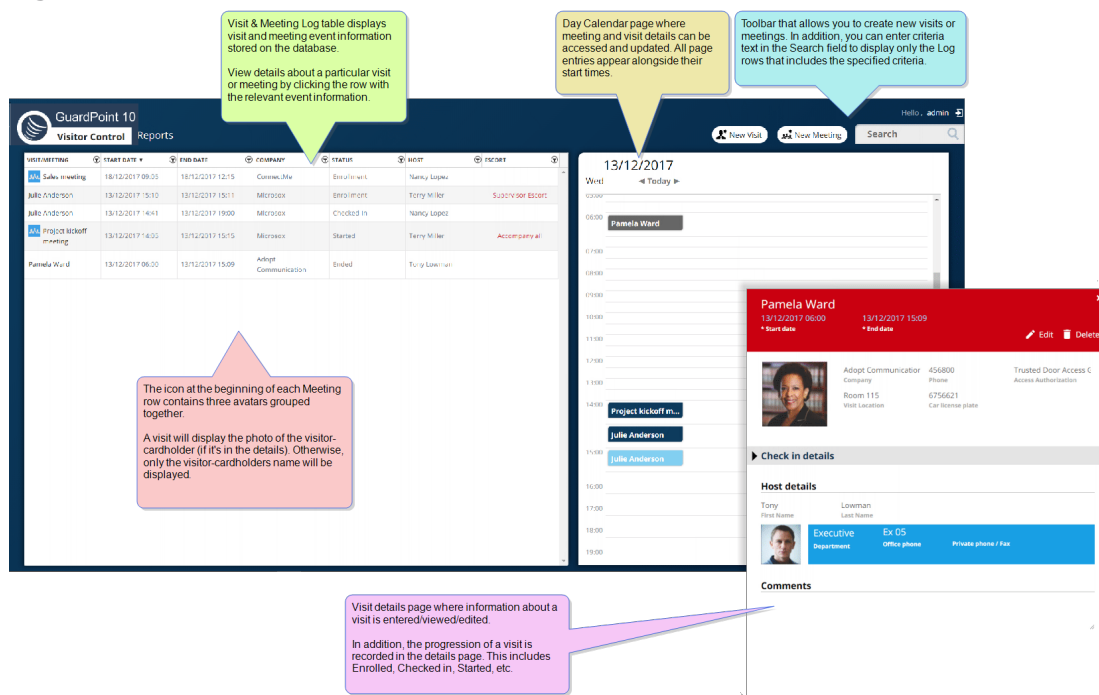 Visit & Meeting Log table displays
visit and meeting event information
stored on the database.
View details about a particular visit
or meeting by clicking the row with
the relevant event information.
Day Calendar page where
meeting and visit details can be
accessed and updated. All page
entries appear alongside their
start times.
Toolbar that allows you to create new visits or
meetings. In addition, you can enter criteria
text in the Search field to display only the Log
rows that includes the specified criteria.
GuardPoint 10
Visitor Control Reports
Hello, admin
New Visit New Meeting Search
VISIT/MEETING START DATE ▼ END DATE COMPANY STATUS HOST ESCORT
Sales meeting 18/12/2017 09:05 18/12/2017 12:15 ConnectMe Enrollment Nancy Lopez
Julie Anderson 13/12/2017 15:10 13/12/2017 15:11 Microsox Enrollment Terry Miller Supervisor Escort
Julie Anderson 13/12/2017 14:41 13/12/2017 19:00 Microsox Checked in Nancy Lopez
Project kickoff
meeting 13/12/2017 14:05 13/12/2017 15:15 Microsox Started Terry Miller Accompany all
Pamela Ward 13/12/2017 06:00 13/12/2017 15:09 Adopt
Communication Ended Tony Lowman
13/12/2017
Wed ◀ Today ▶
05:00
06:00 Pamela Ward
07:00
08:00
09:00
10:00
11:00
12:00
13:00
14:00 Project kickoff m...
Julie Anderson
15:00 Julie Anderson
16:00
17:00
18:00
19:00
The icon at the beginning of each Meeting
row contains three avatars grouped
together.
A visit will display the photo of the visitor-
cardholder (if it's in the details). Otherwise,
only the visitor-cardholders name will be
displayed.
Pamela Ward
13/12/2017 06:00 13/12/2017 15:09
* Start date * End date
Edit Delete
Adopt Communication 456800 Trusted Door Access G
Company Phone Access Authorization
Room 115 6756621
Visit Location Car license plate
Check in details
Host details
Tony Lowman
First Name Last Name
Executive Ex 05
Department Office phone Private phone / Fax
Comments
Visit details page where information about a
visit is entered/viewed/edited.
In addition, the progression of a visit is
recorded in the details page. This includes
Enrolled, Checked in, Started, etc.